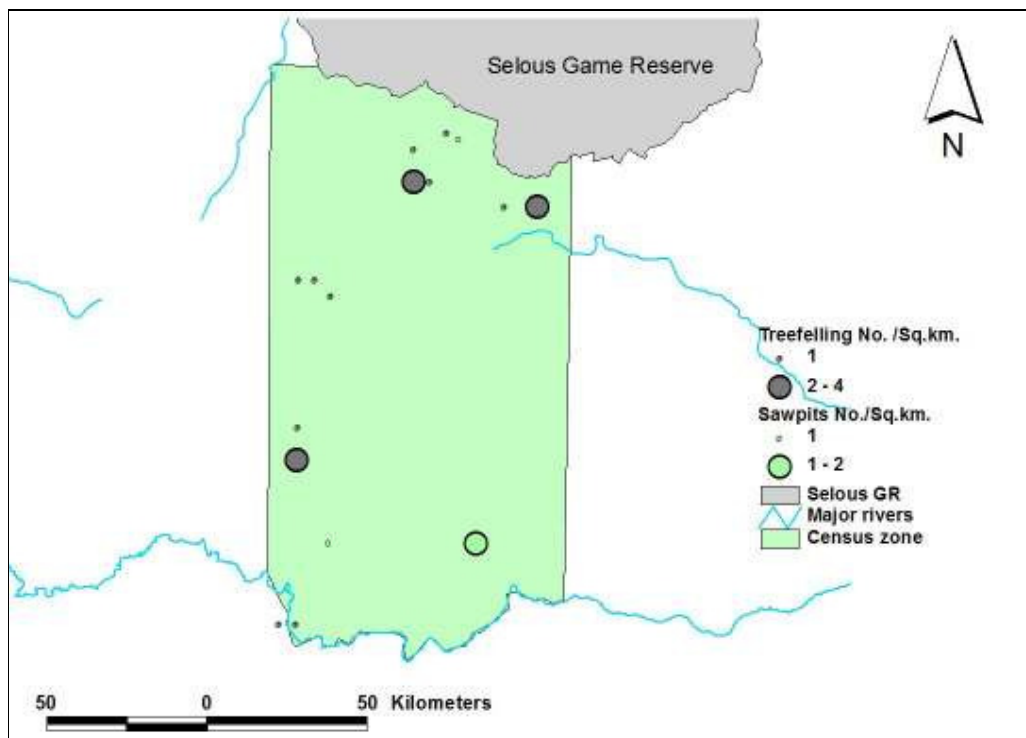 Selous Game Reserve
N
Treefelling No. /Sq.km.
1
2 - 4
Sawpits No./Sq.km.
1
1 - 2
Selous GR
Major rivers
Census zone
50 0 50 Kilometers